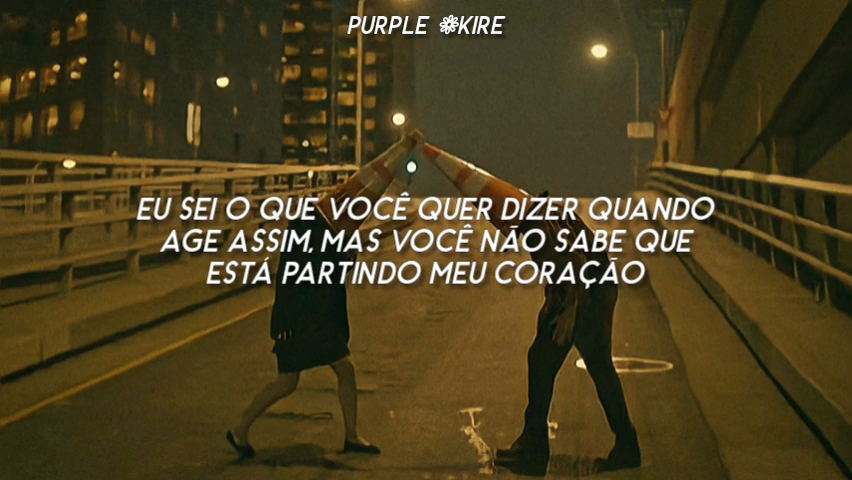 PURPLE ❃KIRE
EU SEI O QUE VOCÊ QUER DIZER QUANDO
AGE ASSIM, MAS VOCÊ NÃO SABE QUE
ESTÁ PARTINDO MEU CORAÇÃO